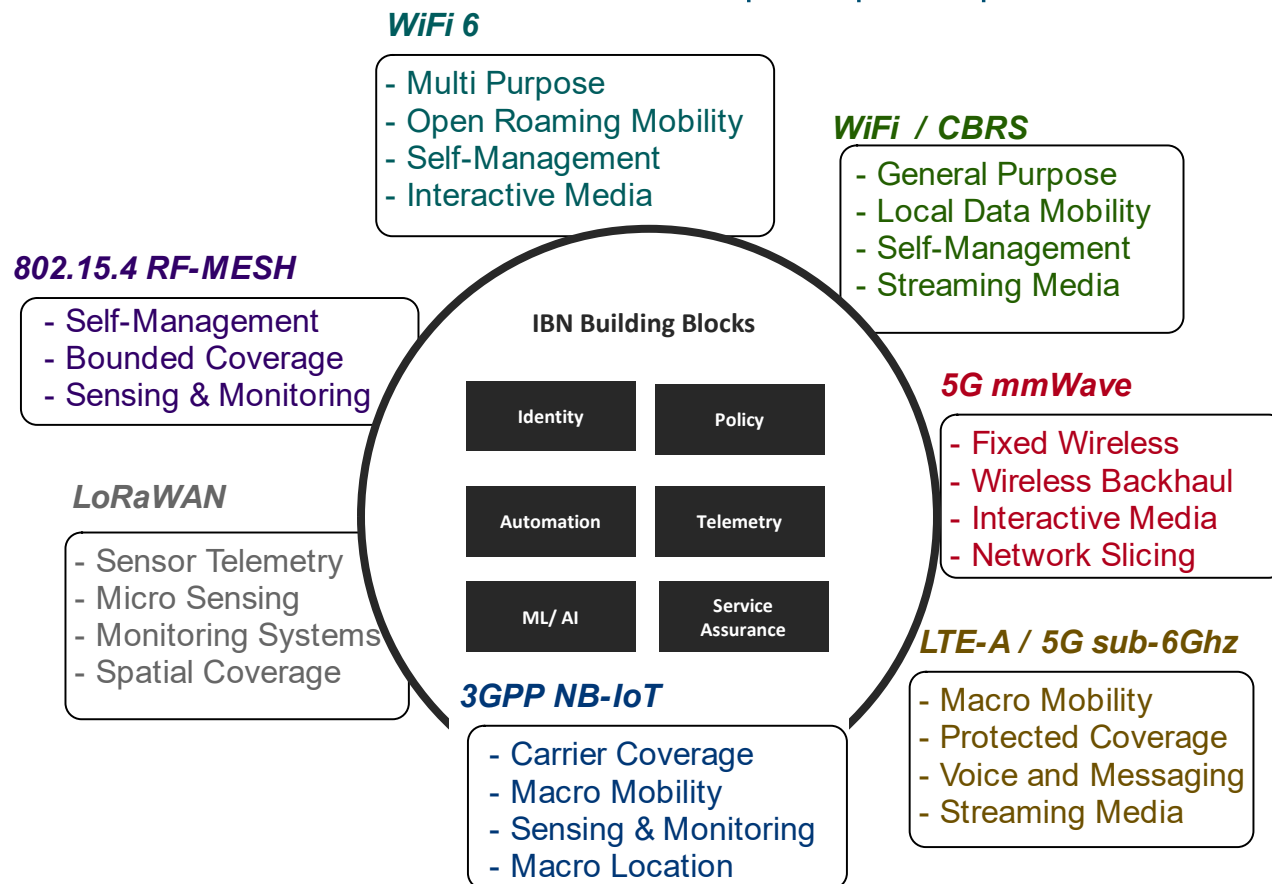 WiFi 6
- Multi Purpose
- Open Roaming Mobility
- Self-Management
- Interactive Media
WiFi / CBRS
- General Purpose
- Local Data Mobility
- Self-Management
- Streaming Media
802.15.4 RF-MESH
- Self-Management
- Bounded Coverage
- Sensing & Monitoring
IBN Building Blocks
Identity
Policy
Automation
Telemetry
ML/ AI
Service
Assurance
5G mmWave
- Fixed Wireless
- Wireless Backhaul
- Interactive Media
- Network Slicing
LoRaWAN
- Sensor Telemetry
- Micro Sensing
- Monitoring Systems
- Spatial Coverage
LTE-A / 5G sub-6Ghz
- Macro Mobility
- Protected Coverage
- Voice and Messaging
- Streaming Media
3GPP NB-IoT
- Carrier Coverage
- Macro Mobility
- Sensing & Monitoring
- Macro Location